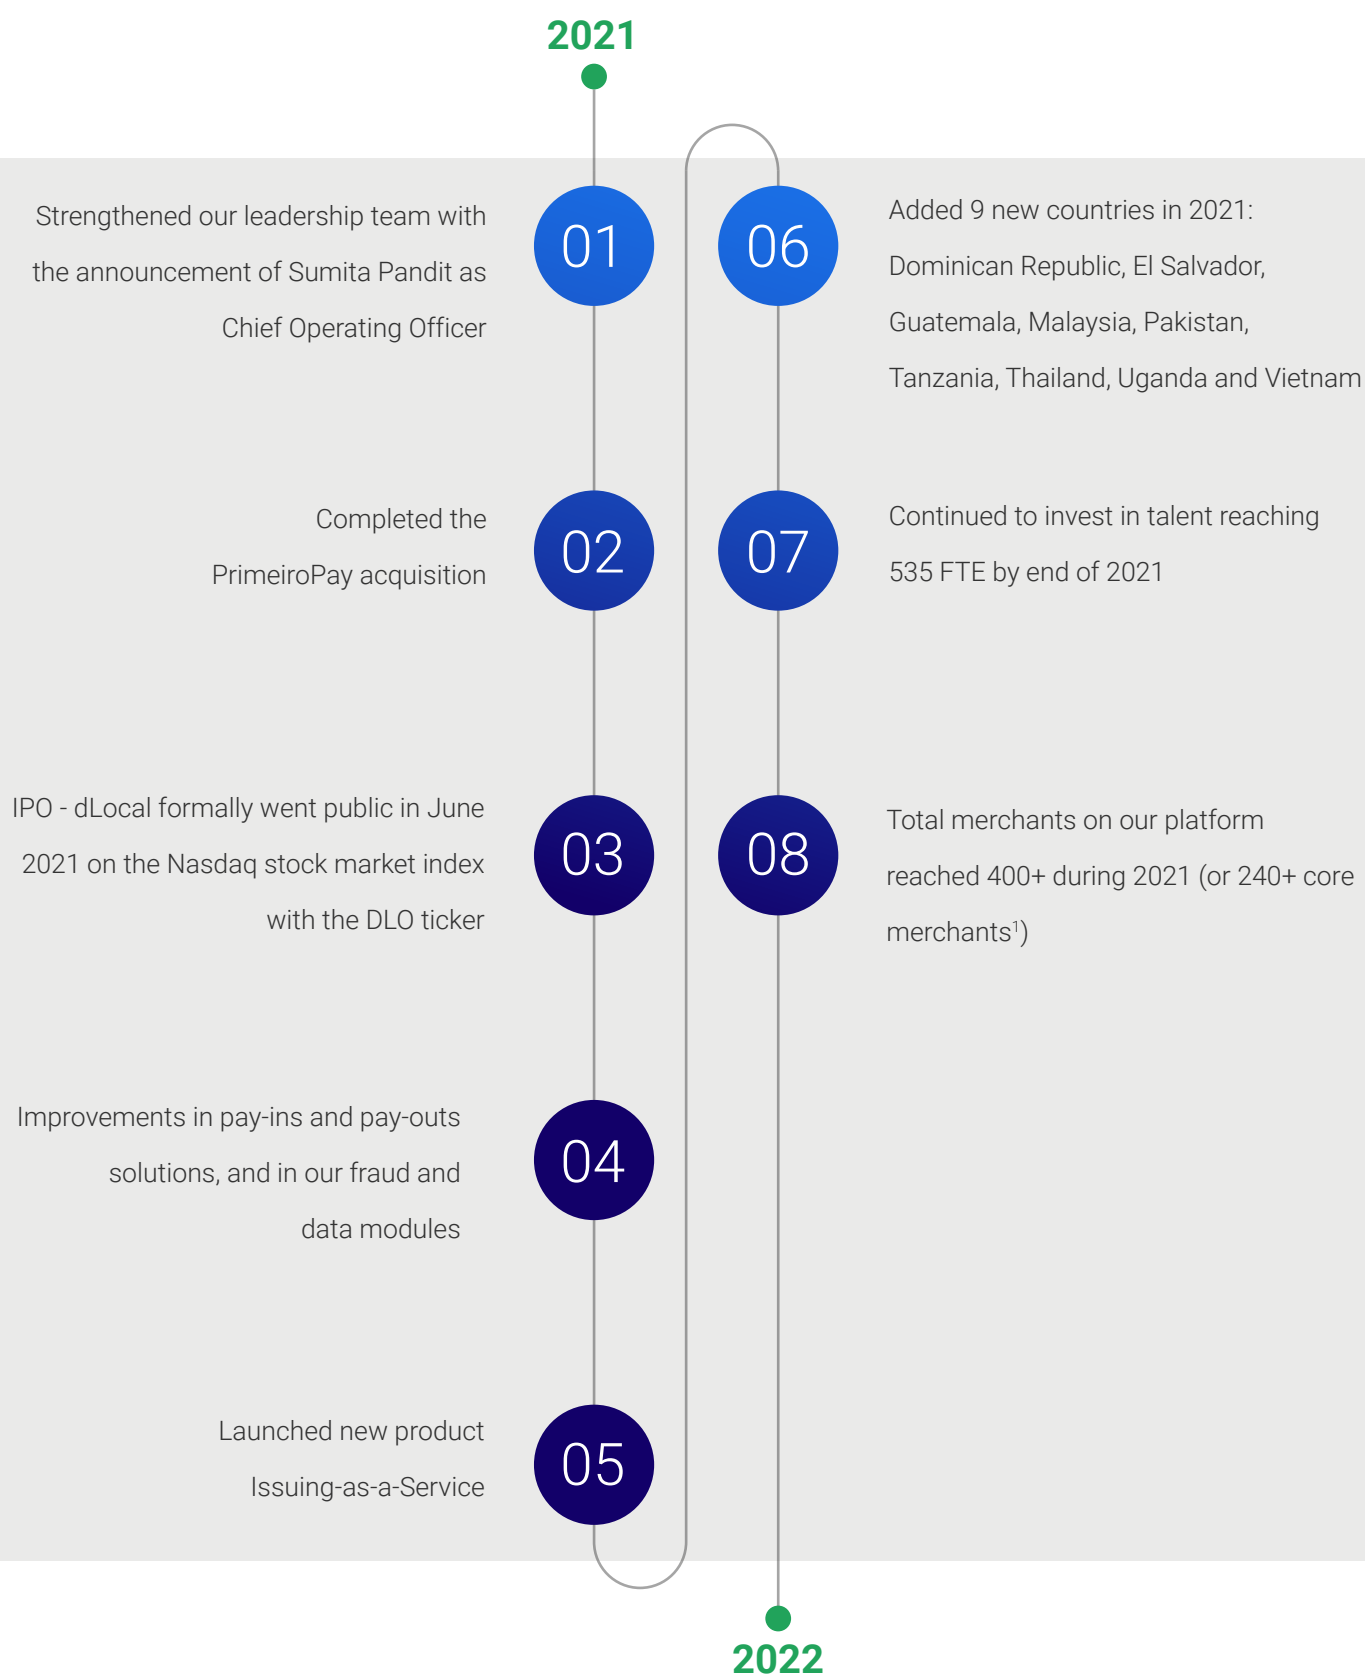 2021
01
Strengthened our leadership team with
the announcement of Sumita Pandit as
Chief Operating Officer
02
Completed the
PrimeiroPay acquisition
03
IPO - dLocal formally went public in June
2021 on the Nasdaq stock market index
with the DLO ticker
04
Improvements in pay-ins and pay-outs
solutions, and in our fraud and
data modules
05
Launched new product
Issuing-as-a-Service
06
Added 9 new countries in 2021:
Dominican Republic, El Salvador,
Guatemala, Malaysia, Pakistan,
Tanzania, Thailand, Uganda and Vietnam
07
Continued to invest in talent reaching
535 FTE by end of 2021
08
Total merchants on our platform
reached 400+ during 2021 (or 240+ core
merchants¹)
2022